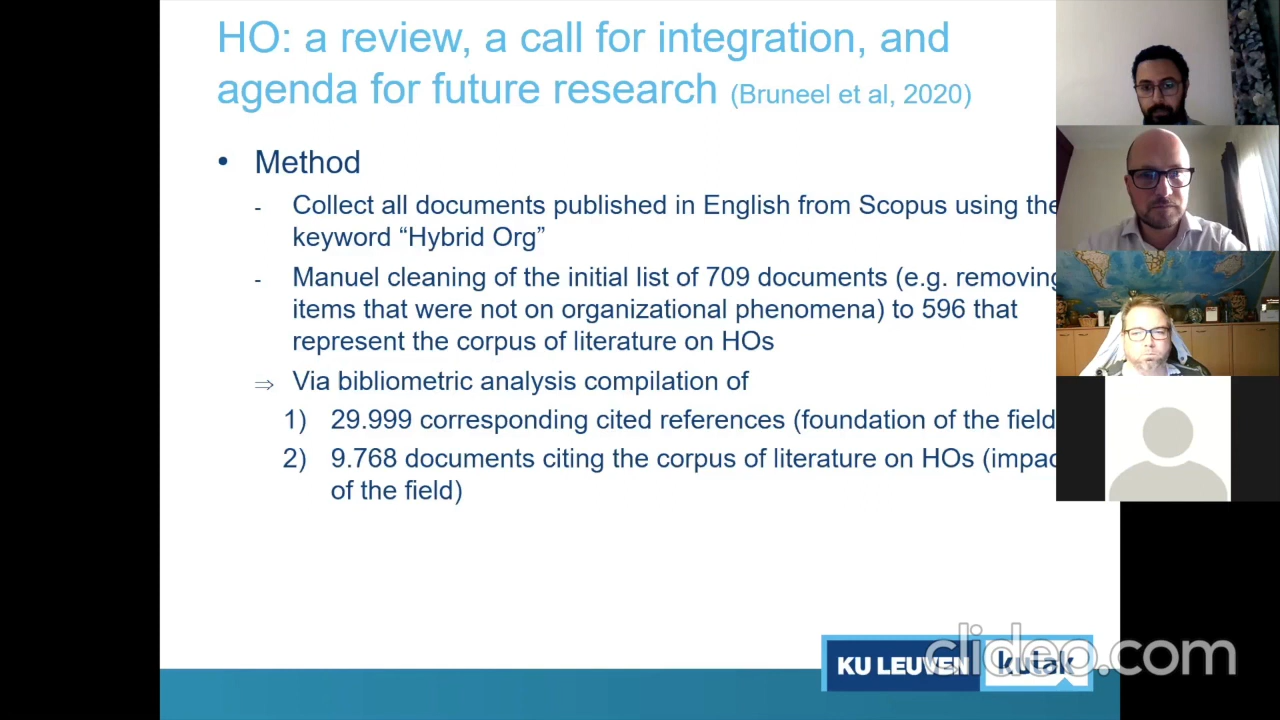 HO: a review, a call for integration, and
agenda for future research (Bruneel et al, 2020)
• Method
- Collect all documents published in English from Scopus using the
keyword “Hybrid Org”
- Manuel cleaning of the initial list of 709 documents (e.g. removing
items that were not on organizational phenomena) to 596 that
represent the corpus of literature on HOs
⇒ Via bibliometric analysis compilation of
1) 29.999 corresponding cited references (foundation of the field
2) 9.768 documents citing the corpus of literature on HOs (impac
of the field)
KU LEUVEN kulak
clideo.com